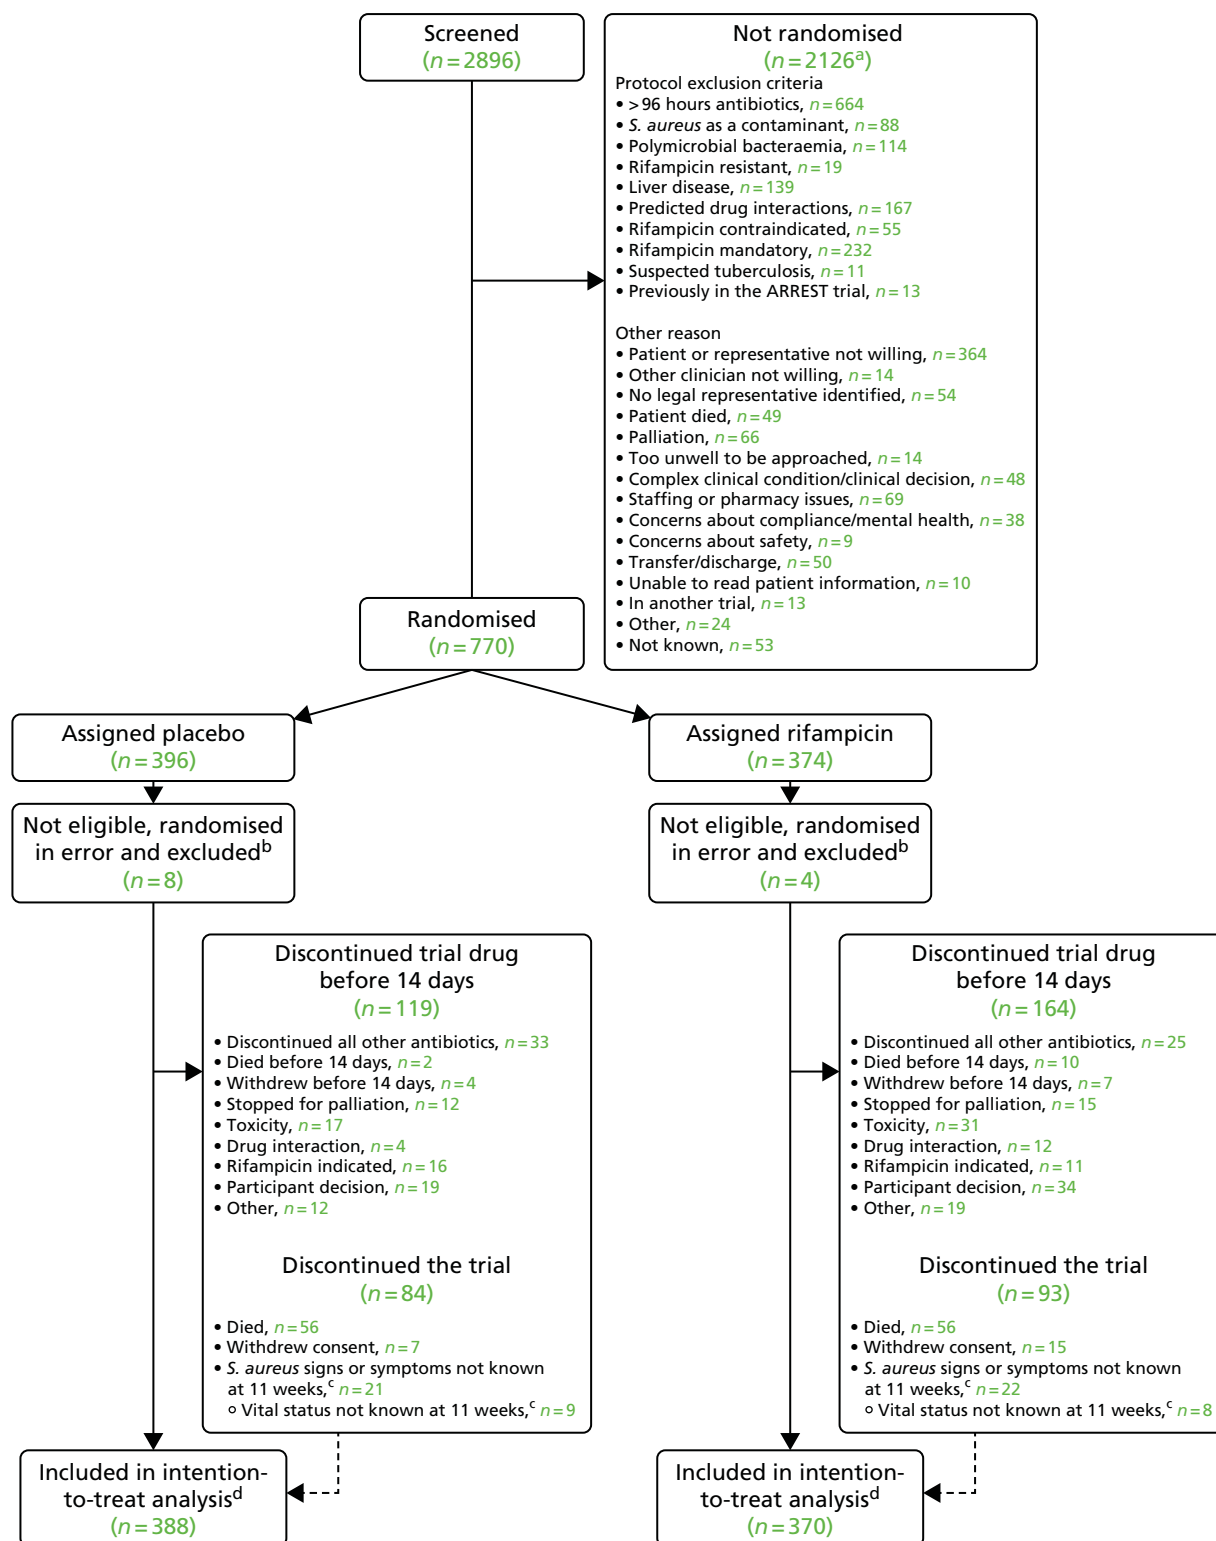 Screened
(n = 2896)
Not randomised
(n = 2126a)
Protocol exclusion criteria
• > 96 hours antibiotics, n = 664
• S. aureus as a contaminant, n = 88
• Polymicrobial bacteraemia, n = 114
• Rifampicin resistant, n = 19
• Liver disease, n = 139
• Predicted drug interactions, n = 167
• Rifampicin contraindicated, n = 55
• Rifampicin mandatory, n = 232
• Suspected tuberculosis, n = 11
• Previously in the ARREST trial, n = 13
Other reason
• Patient or representative not willing, n = 364
• Other clinician not willing, n = 14
• No legal representative identified, n = 54
• Patient died, n = 49
• Palliation, n = 66
• Too unwell to be approached, n = 14
• Complex clinical condition/clinical decision, n = 48
• Staffing or pharmacy issues, n = 69
• Concerns about compliance/mental health, n = 38
• Concerns about safety, n = 9
• Transfer/discharge, n = 50
• Unable to read patient information, n = 10
• In another trial, n = 13
• Other, n = 24
• Not known, n = 53
Randomised
(n = 770)
Assigned placebo
(n = 396)
Not eligible, randomised
in error and excludedb
(n = 8)
Discontinued trial drug
before 14 days
(n = 119)
• Discontinued all other antibiotics, n = 33
• Died before 14 days, n = 2
• Withdrew before 14 days, n = 4
• Stopped for palliation, n = 12
• Toxicity, n = 17
• Drug interaction, n = 4
• Rifampicin indicated, n = 16
• Participant decision, n = 19
• Other, n = 12
Discontinued the trial
(n = 84)
• Died, n = 56
• Withdrew consent, n = 7
• S. aureus signs or symptoms not known
at 11 weeks,c n = 21
○ Vital status not known at 11 weeks,c n = 9
Included in intention-
to-treat analysisd
(n = 388)
Assigned rifampicin
(n = 374)
Not eligible, randomised
in error and excludedb
(n = 4)
Discontinued trial drug
before 14 days
(n = 164)
• Discontinued all other antibiotics, n = 25
• Died before 14 days, n = 10
• Withdrew before 14 days, n = 7
• Stopped for palliation, n = 15
• Toxicity, n = 31
• Drug interaction, n = 12
• Rifampicin indicated, n = 11
• Participant decision, n = 34
• Other, n = 19
Discontinued the trial
(n = 93)
• Died, n = 56
• Withdrew consent, n = 15
• S. aureus signs or symptoms not known
at 11 weeks,c n = 22
○ Vital status not known at 11 weeks,c n = 8
Included in intention-
to-treat analysisd
(n = 370)